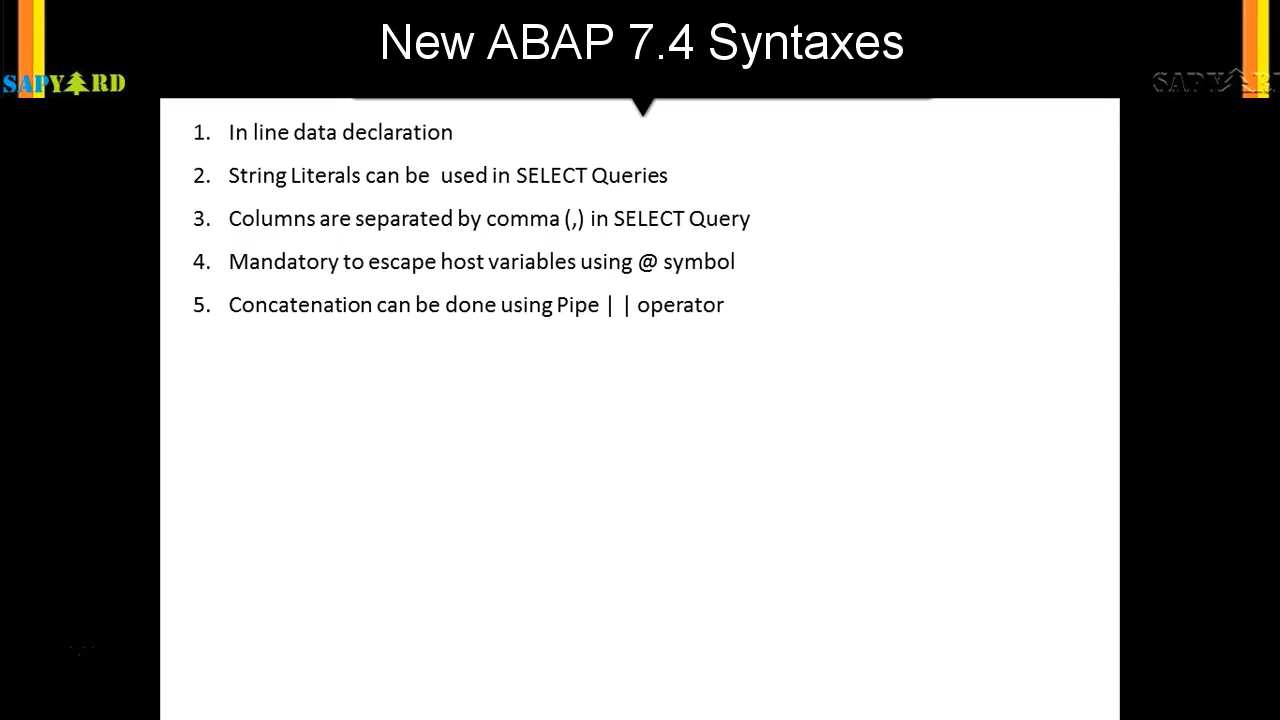 New ABAP 7.4 Syntaxes
SAPYARD
SAPYARD
1. In line data declaration
2. String Literals can be used in SELECT Queries
3. Columns are separated by comma (,) in SELECT Query
4. Mandatory to escape host variables using @ symbol
5. Concatenation can be done using Pipe | | operator